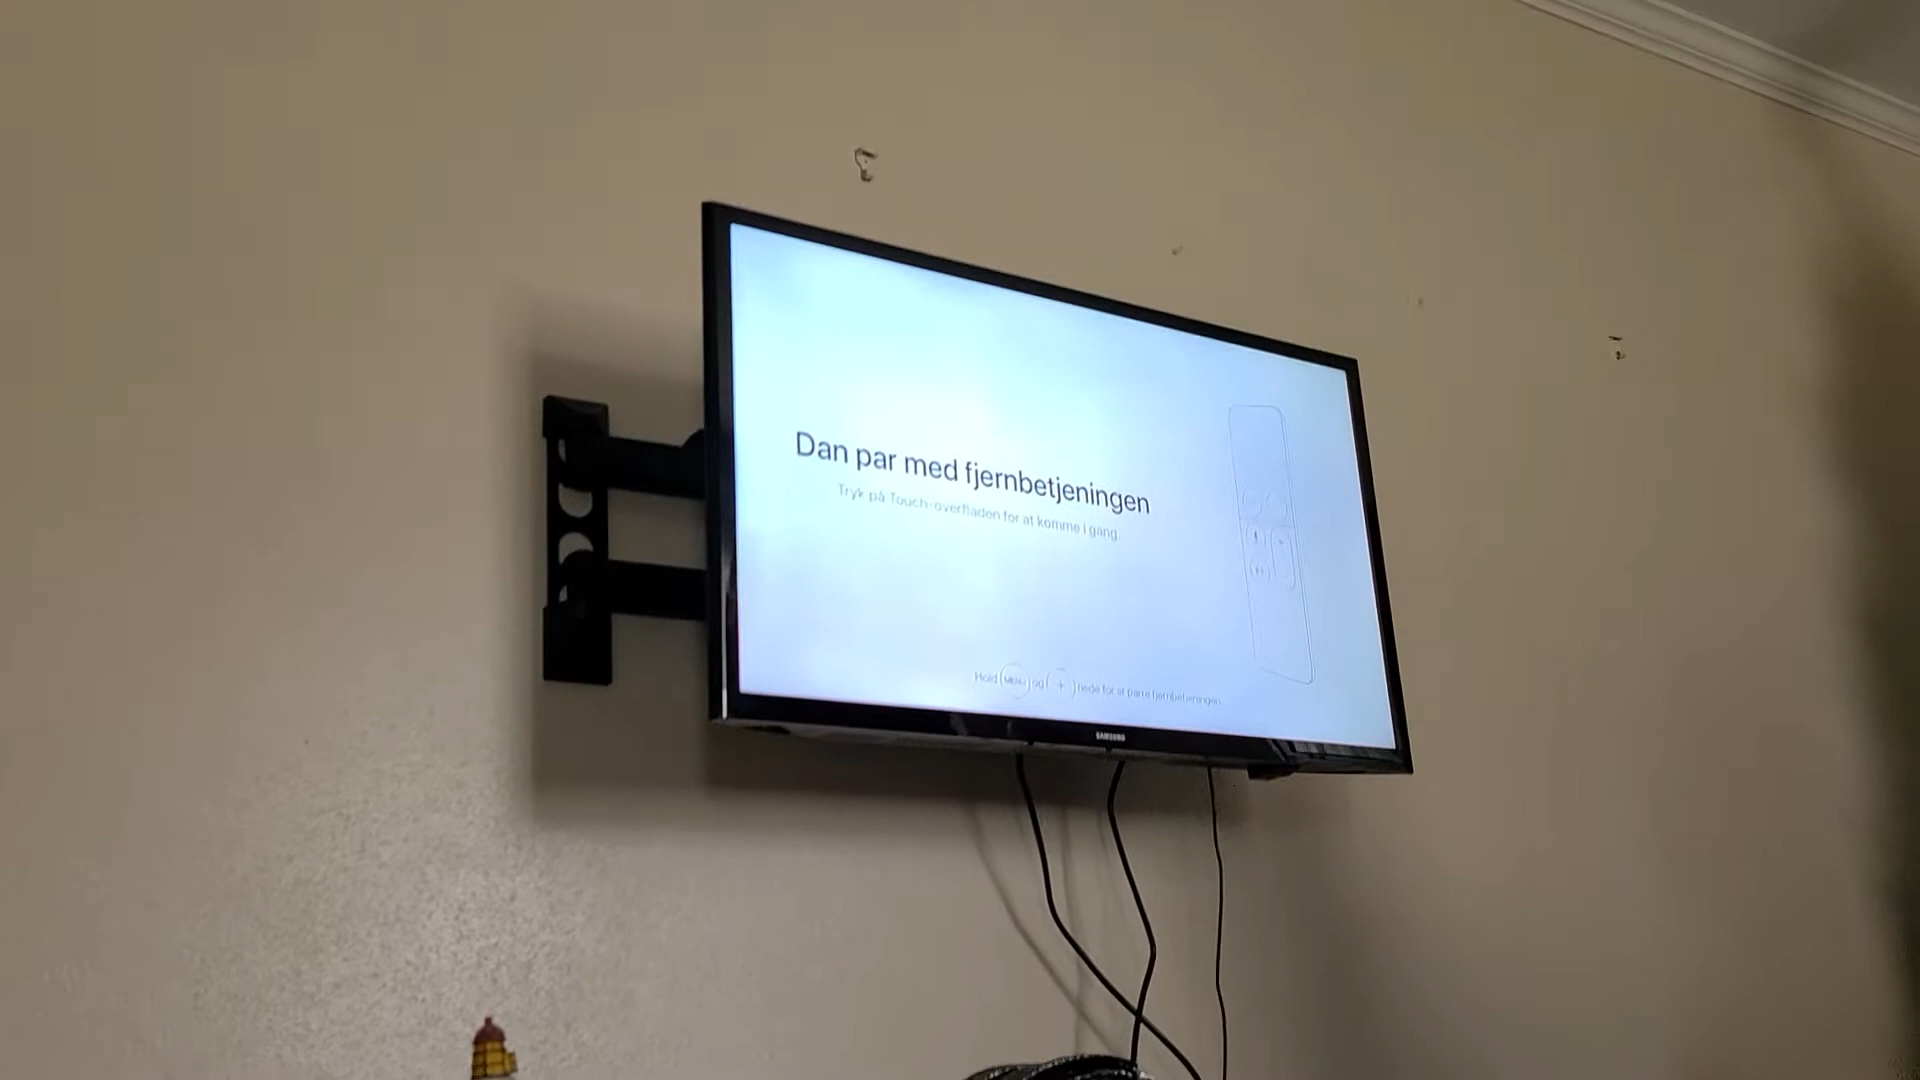 Dan par med fjernbetjeningen
Tryk på Touch-overfladen for at komme i gang.
Hold MENU og + nede for at parre fjernbetjeningen
SAMSUNG